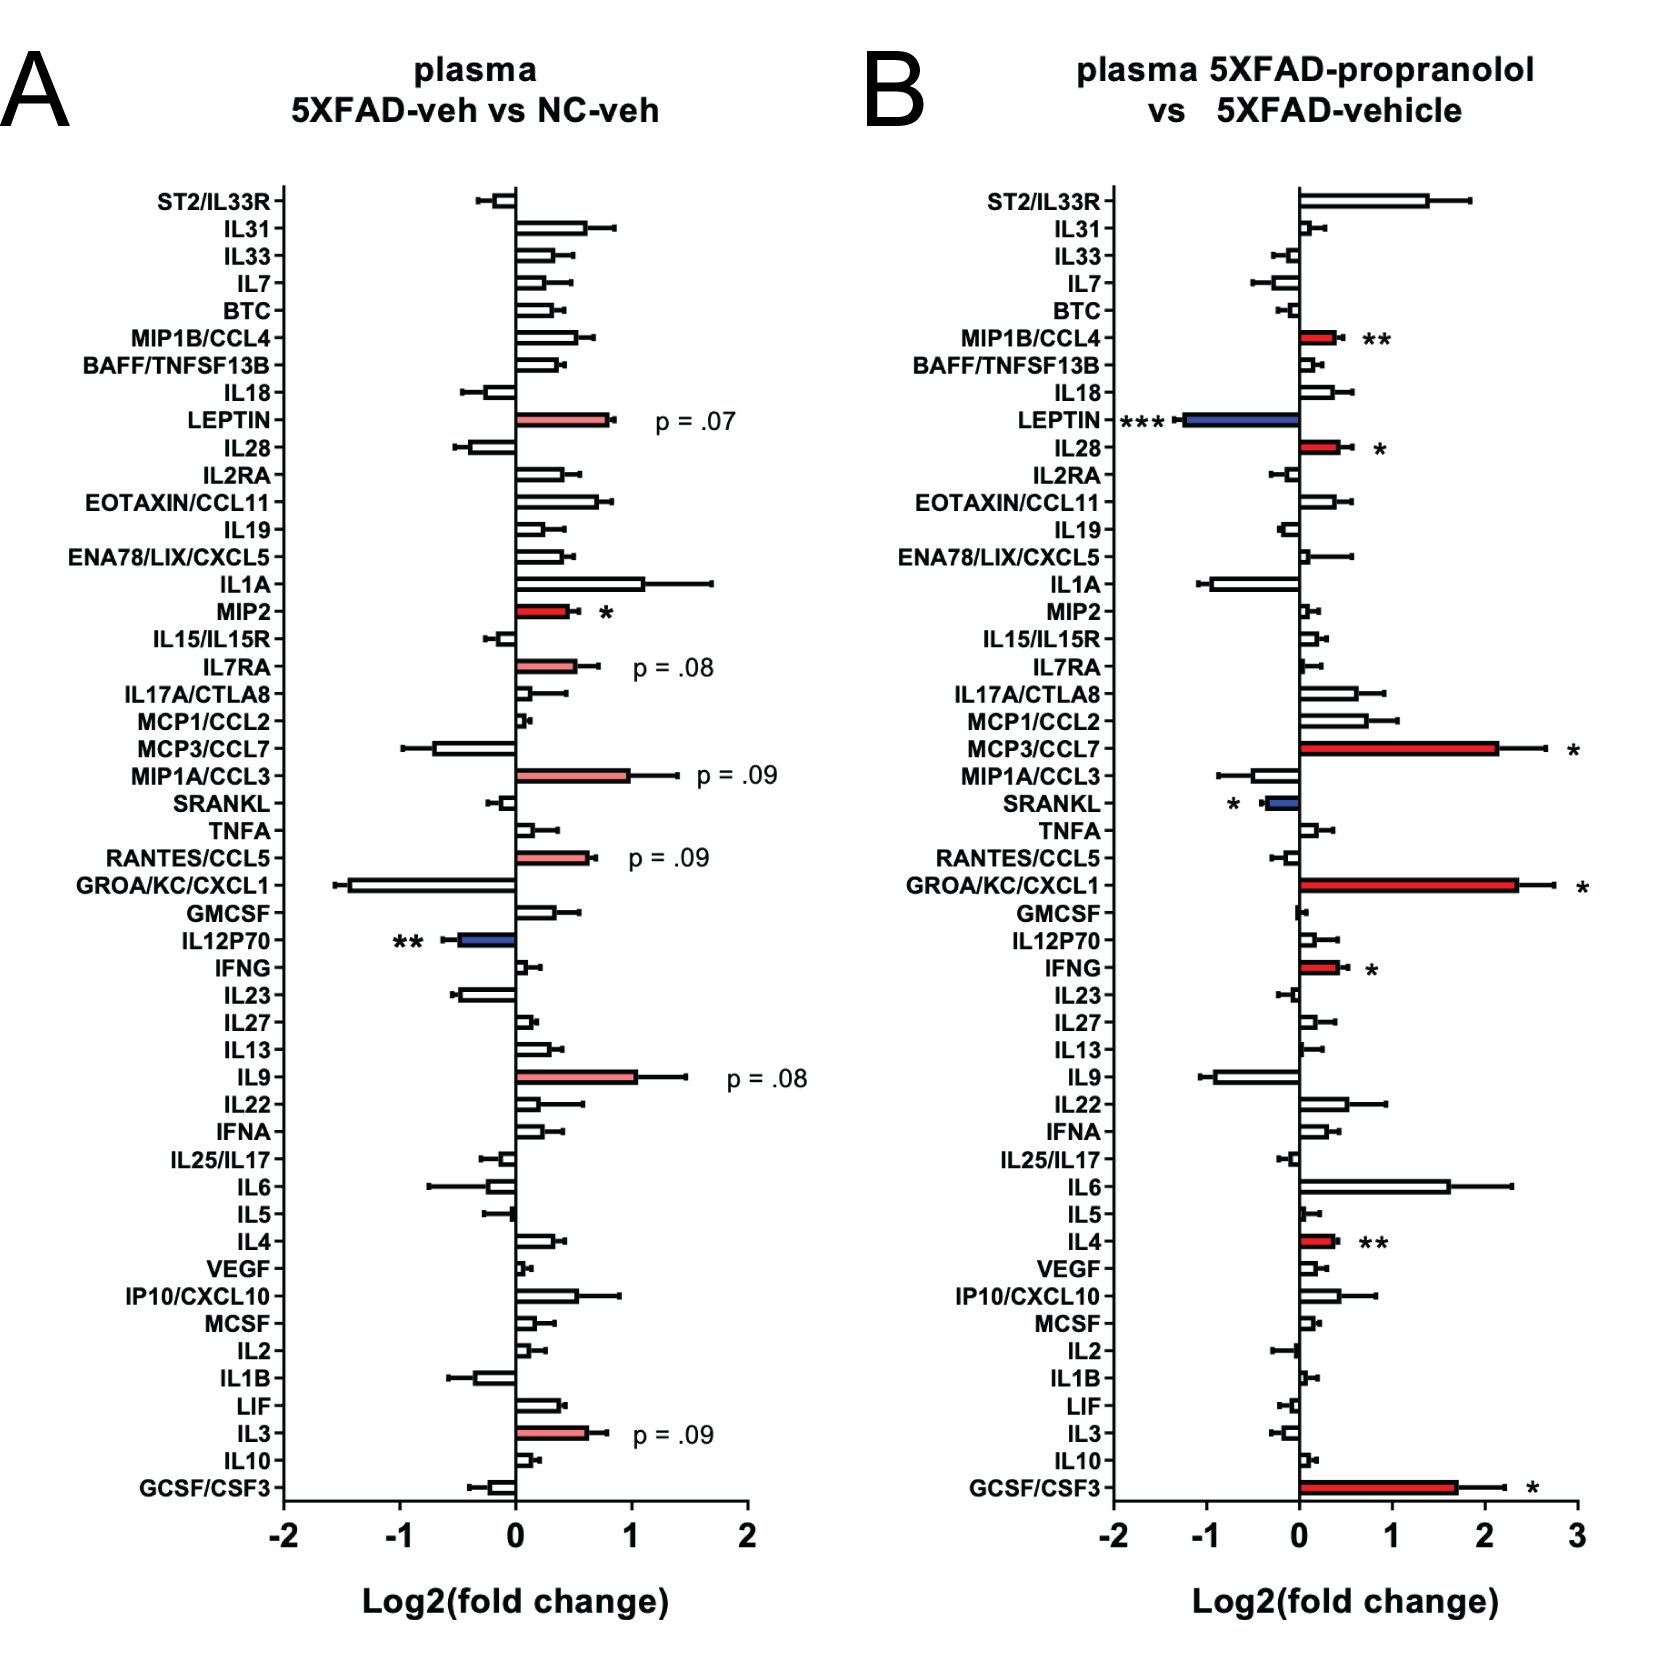 A
plasma
5XFAD-veh vs NC-veh
ST2/IL33R
IL31
IL33
IL7
BTC
MIP1B/CCL4
BAFF/TNFSF13B
IL18
LEPTIN p = .07
IL28
IL2RA
EOTAXIN/CCL11
IL19
ENA78/LIX/CXCL5
IL1A
MIP2 *
IL15/IL15R
IL7RA p = .08
IL17A/CTLA8
MCP1/CCL2
MCP3/CCL7
MIP1A/CCL3 p = .09
SRANKL
TNFA
RANTES/CCL5 p = .09
GROA/KC/CXCL1
GMCSF
IL12P70 **
IFNG
IL23
IL27
IL13
IL9 p = .08
IL22
IFNA
IL25/IL17
IL6
IL5
IL4
VEGF
IP10/CXCL10
MCSF
IL2
IL1B
LIF
IL3 p = .09
IL10
GCSF/CSF3
-2 -1 0 1 2
Log2(fold change)
B
plasma 5XFAD-propranolol
vs 5XFAD-vehicle
ST2/IL33R
IL31
IL33
IL7
BTC
MIP1B/CCL4 **
BAFF/TNFSF13B
IL18
LEPTIN ***
IL28 *
IL2RA
EOTAXIN/CCL11
IL19
ENA78/LIX/CXCL5
IL1A
MIP2
IL15/IL15R
IL7RA
IL17A/CTLA8
MCP1/CCL2
MCP3/CCL7 *
MIP1A/CCL3
SRANKL *
TNFA
RANTES/CCL5
GROA/KC/CXCL1 *
GMCSF
IL12P70
IFNG *
IL23
IL27
IL13
IL9
IL22
IFNA
IL25/IL17
IL6
IL5
IL4 **
VEGF
IP10/CXCL10
MCSF
IL2
IL1B
LIF
IL3
IL10
GCSF/CSF3 *
-2 -1 0 1 2 3
Log2(fold change)